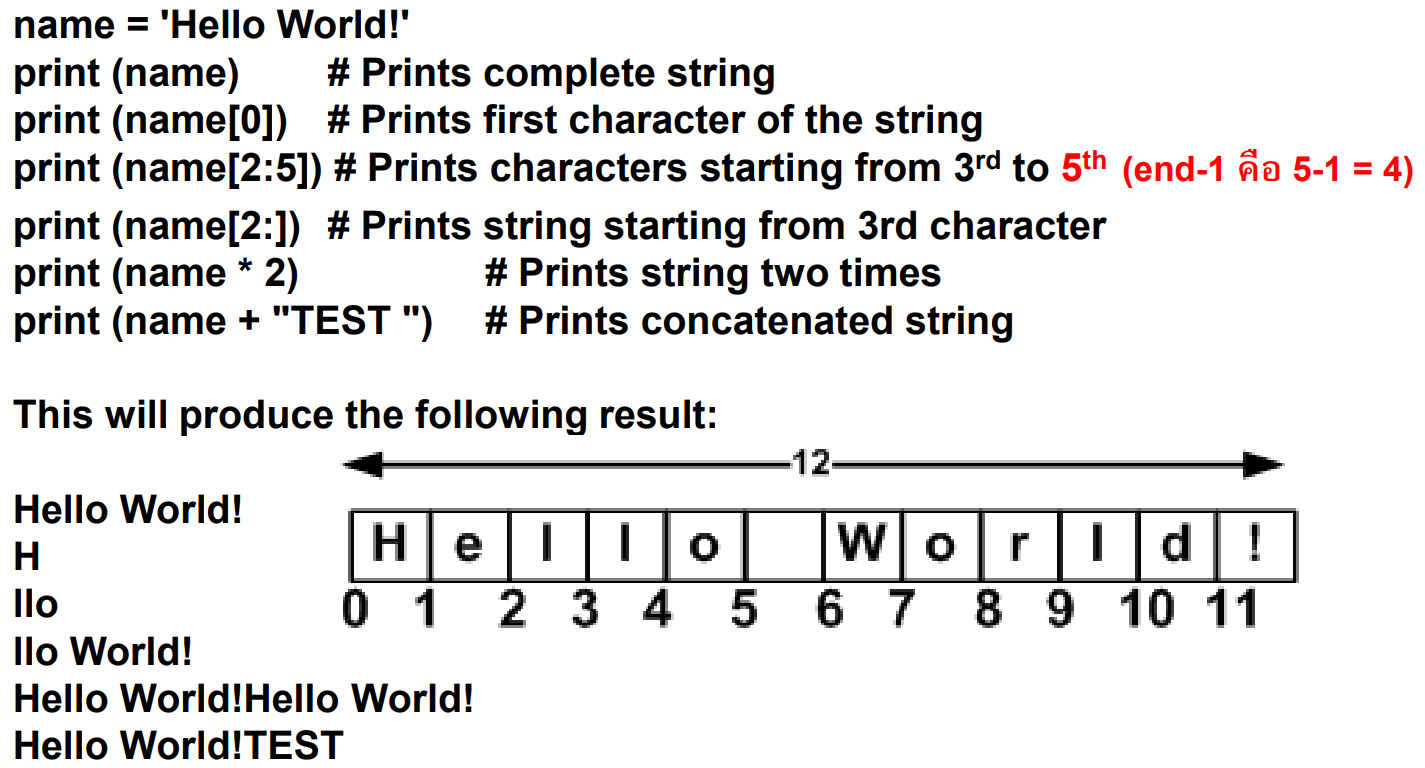 name = 'Hello World!'
print (name) # Prints complete string
print (name[0]) # Prints first character of the string
print (name[2:5]) # Prints characters starting from 3rd to 5th (end-1 คือ 5-1 = 4)
print (name[2:]) # Prints string starting from 3rd character
print (name * 2) # Prints string two times
print (name + "TEST ") # Prints concatenated string
This will produce the following result:
12
Hello World!
H e l l o W o r l d !
H
0 1 2 3 4 5 6 7 8 9 10 11
llo
llo World!
Hello World!Hello World!
Hello World!TEST